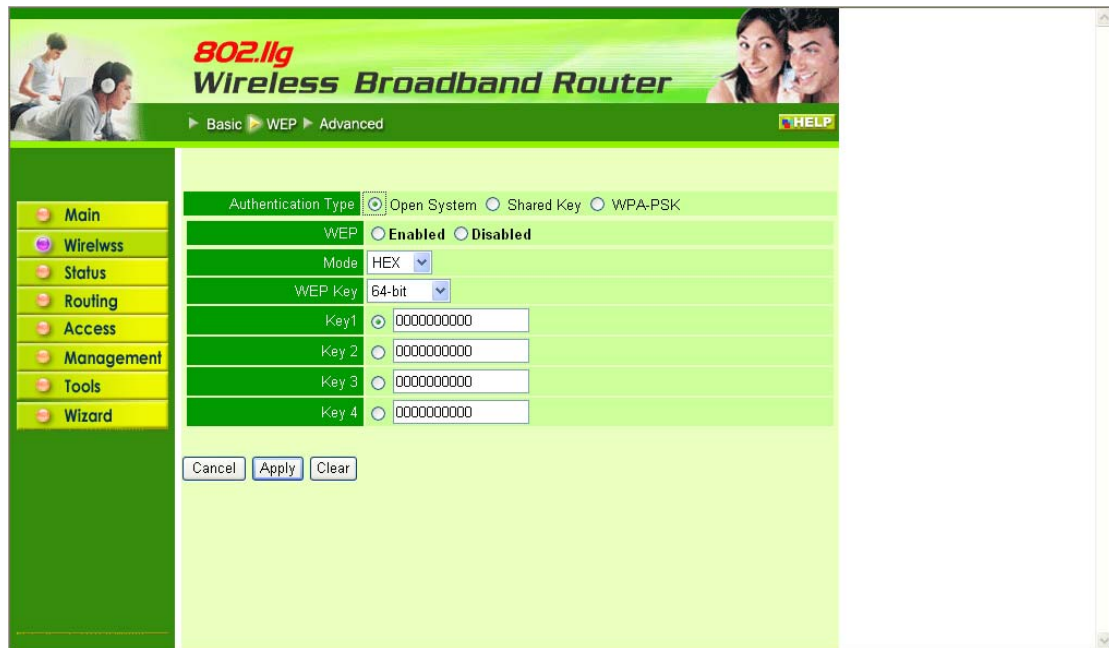 802.11g
Wireless Broadband Router
Basic WEP Advanced
HELP
Main
Wirelwss
Status
Routing
Access
Management
Tools
Wizard
Authentication Type Open System Shared Key WPA-PSK
WEP Enabled Disabled
Mode HEX
WEP Key 64-bit
Key1 0000000000
Key 2 0000000000
Key 3 0000000000
Key 4 0000000000
Cancel Apply Clear